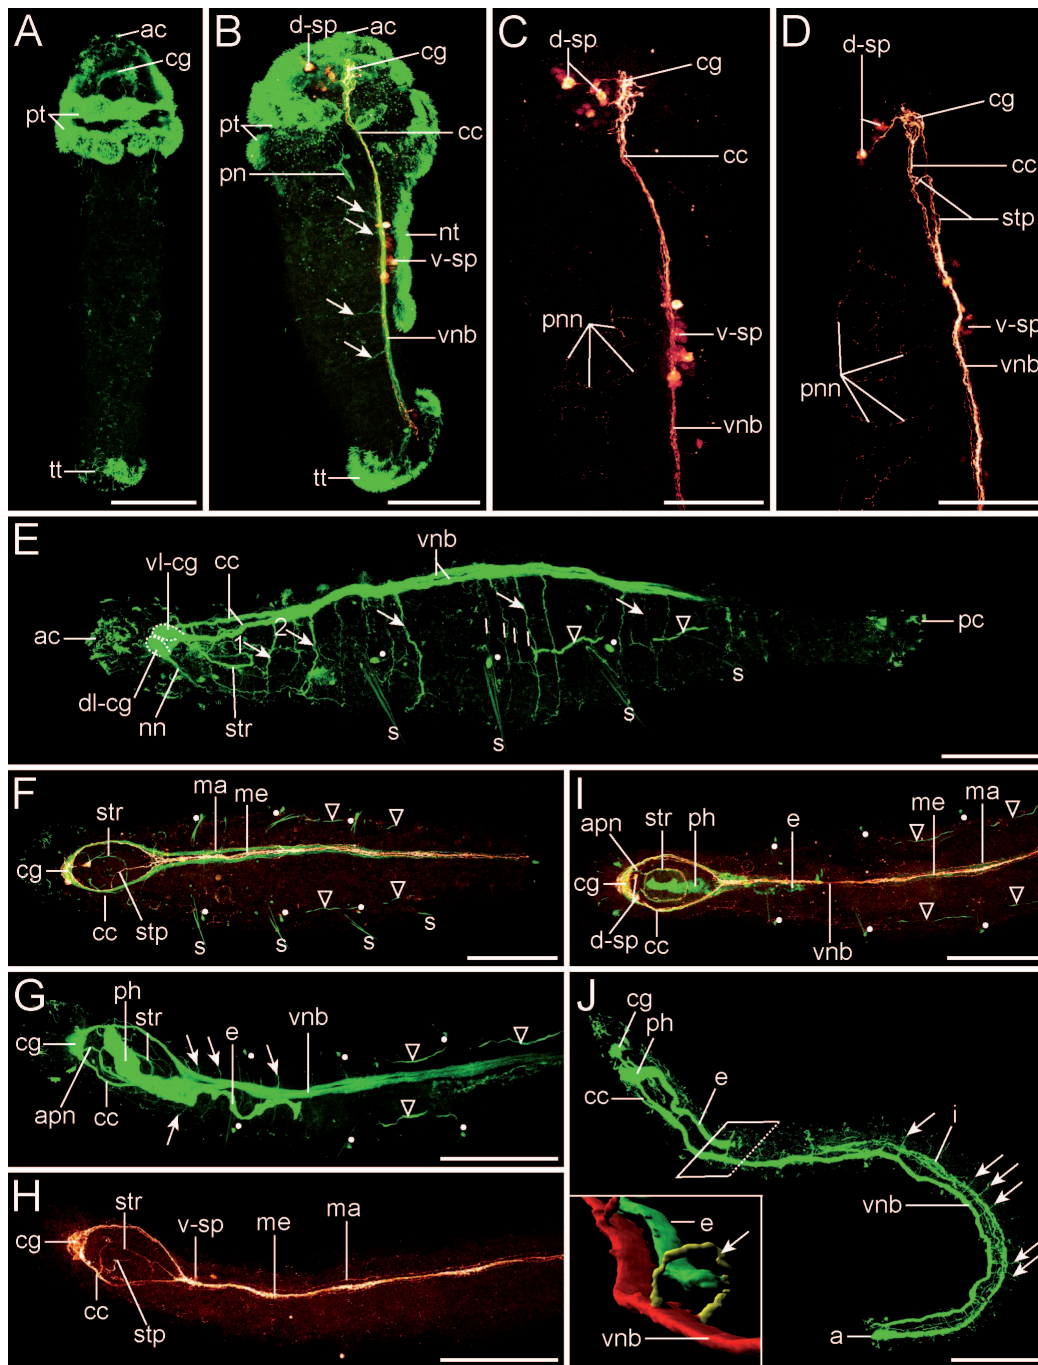 A
ac
cg
pt
tt
B
d-sp
ac
cg
pt
cc
pn
nt
v-sp
vnb
tt
C
d-sp
cg
cc
pnn
v-sp
vnb
D
d-sp
cg
cc
stp
v-sp
pnn
vnb
E
vnb
vl-cg
cc
ac
1
2
pc
dl-cg
nn
str
s
s
s
s
F
ma
me
str
cg
cc
stp
s
s
s
s
I
apn
str
ph
e
me
ma
cg
d-sp
cc
vnb
G
ph
str
e
vnb
cg
apn
cc
J
cg
ph
cc
e
i
vnb
a
H
str
v-sp
me
ma
cg
cc
stp
e
vnb